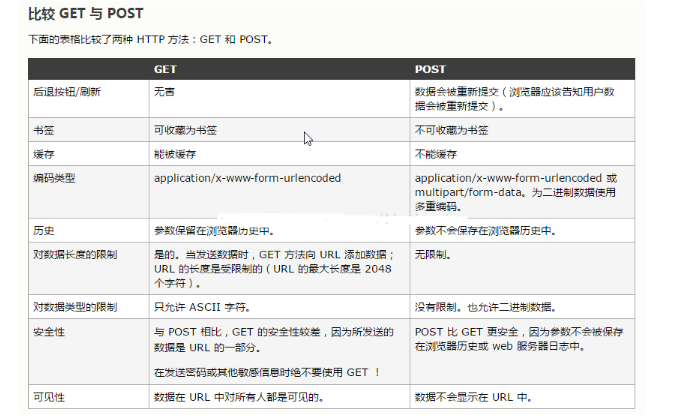 比较 GET 与 POST
下面的表格比较了两种 HTTP 方法：GET 和 POST。
GET POST
后退按钮/刷新 无害 数据会被重新提交（浏览器应该告知用户数
据会被重新提交）。
书签 可收藏为书签 不可收藏为书签
缓存 能被缓存 不能缓存
编码类型 application/x-www-form-urlencoded application/x-www-form-urlencoded 或
multipart/form-data。为二进制数据使用
多重编码。
历史 参数保留在浏览器历史中。 参数不会保存在浏览器历史中。
对数据长度的限制 是的。当发送数据时，GET 方法向 URL 添加数据；
URL 的长度是受限制的（URL 的最大长度是 2048
个字符）。
无限制。
对数据类型的限制 只允许 ASCII 字符。 没有限制。也允许二进制数据。
安全性 与 POST 相比，GET 的安全性较差，因为所发送的
数据是 URL 的一部分。
在发送密码或其他敏感信息时绝不要使用 GET ！
POST 比 GET 更安全，因为参数不会被保存
在浏览器历史或 web 服务器日志中。
可见性 数据在 URL 中对所有人都是可见的。 数据不会显示在 URL 中。